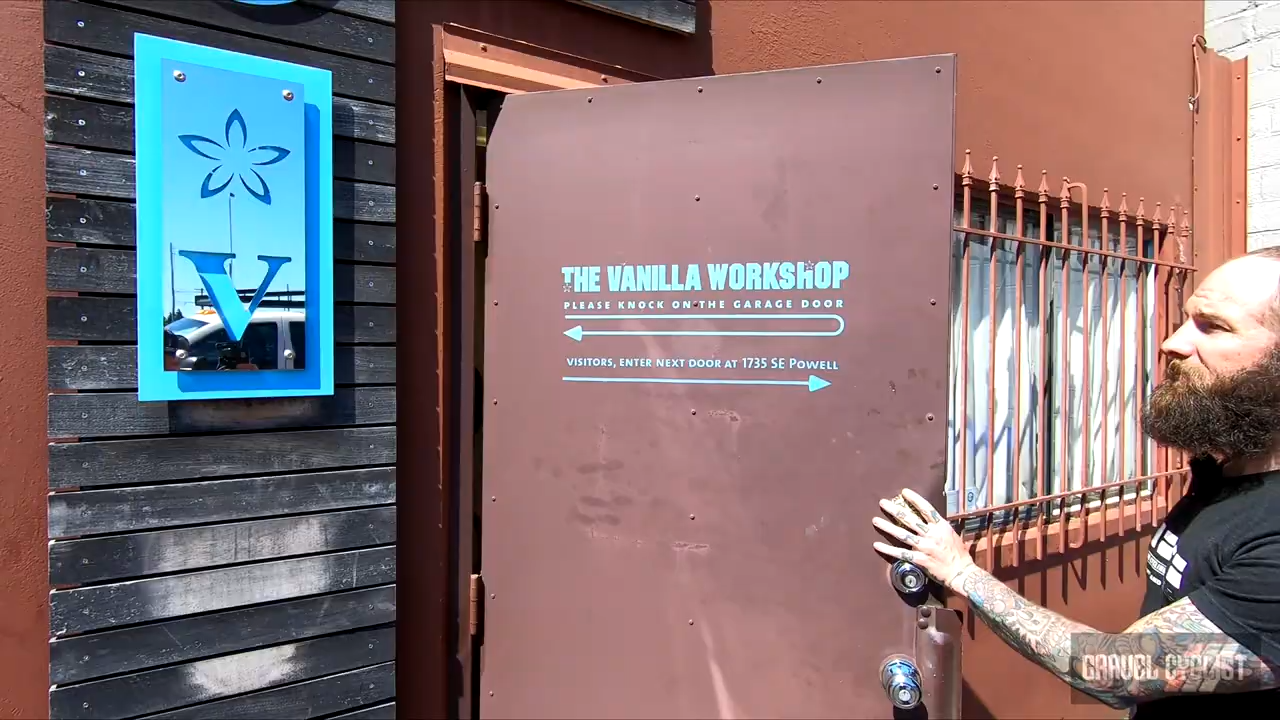 V
THE VANILLA WORKSHOP
PLEASE KNOCK ON THE GARAGE DOOR
VISITORS, ENTER NEXT DOOR AT 1735 SE POWELL
GRAVEL CYCLIST